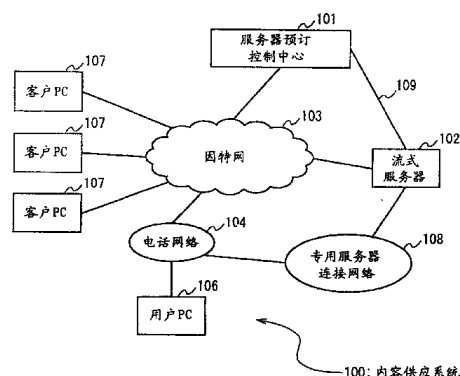 101
服务器预订
控制中心
107
客户PC
109
103
102
107
客户PC
因特网
流式
服务器
107
客户PC
104
108
电话网络
专用服务器
连接网络
106
用户PC
100：内容供应系统